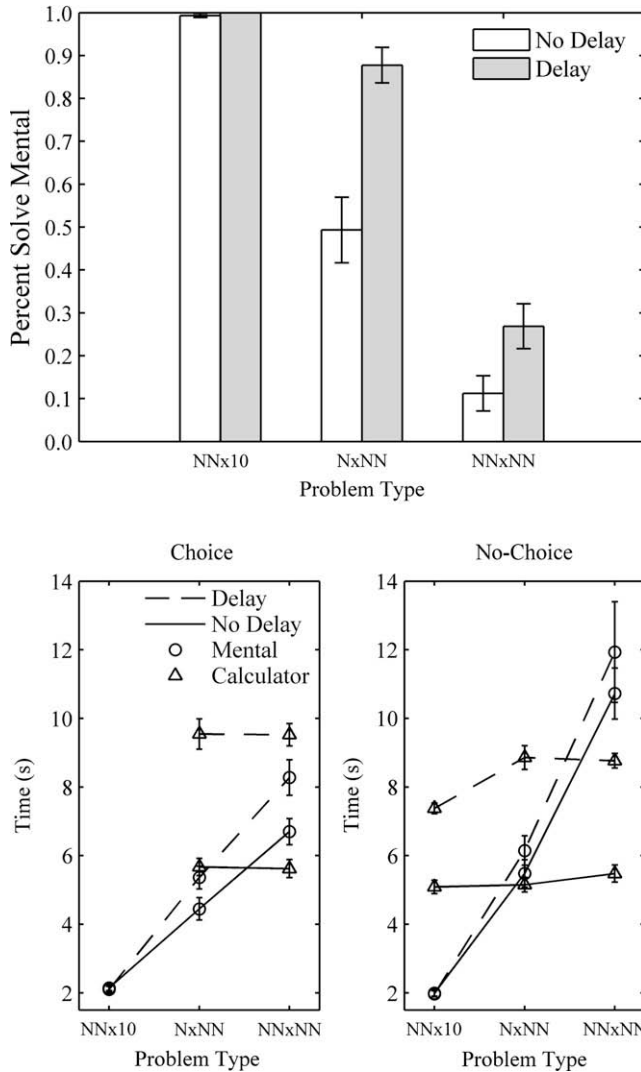 1.0
0.9
0.8
0.7
0.6
0.5
0.4
0.3
0.2
0.1
0.0
Percent Solve Mental
No Delay
Delay
NNx10
NxNN
NNxNN
Problem Type
Choice
14
12
10
8
6
4
2
Time (s)
Delay
No Delay
Mental
Calculator
NNx10
NxNN
NNxNN
Problem Type
No-Choice
14
12
10
8
6
4
2
Time (s)
NNx10
NxNN
NNxNN
Problem Type